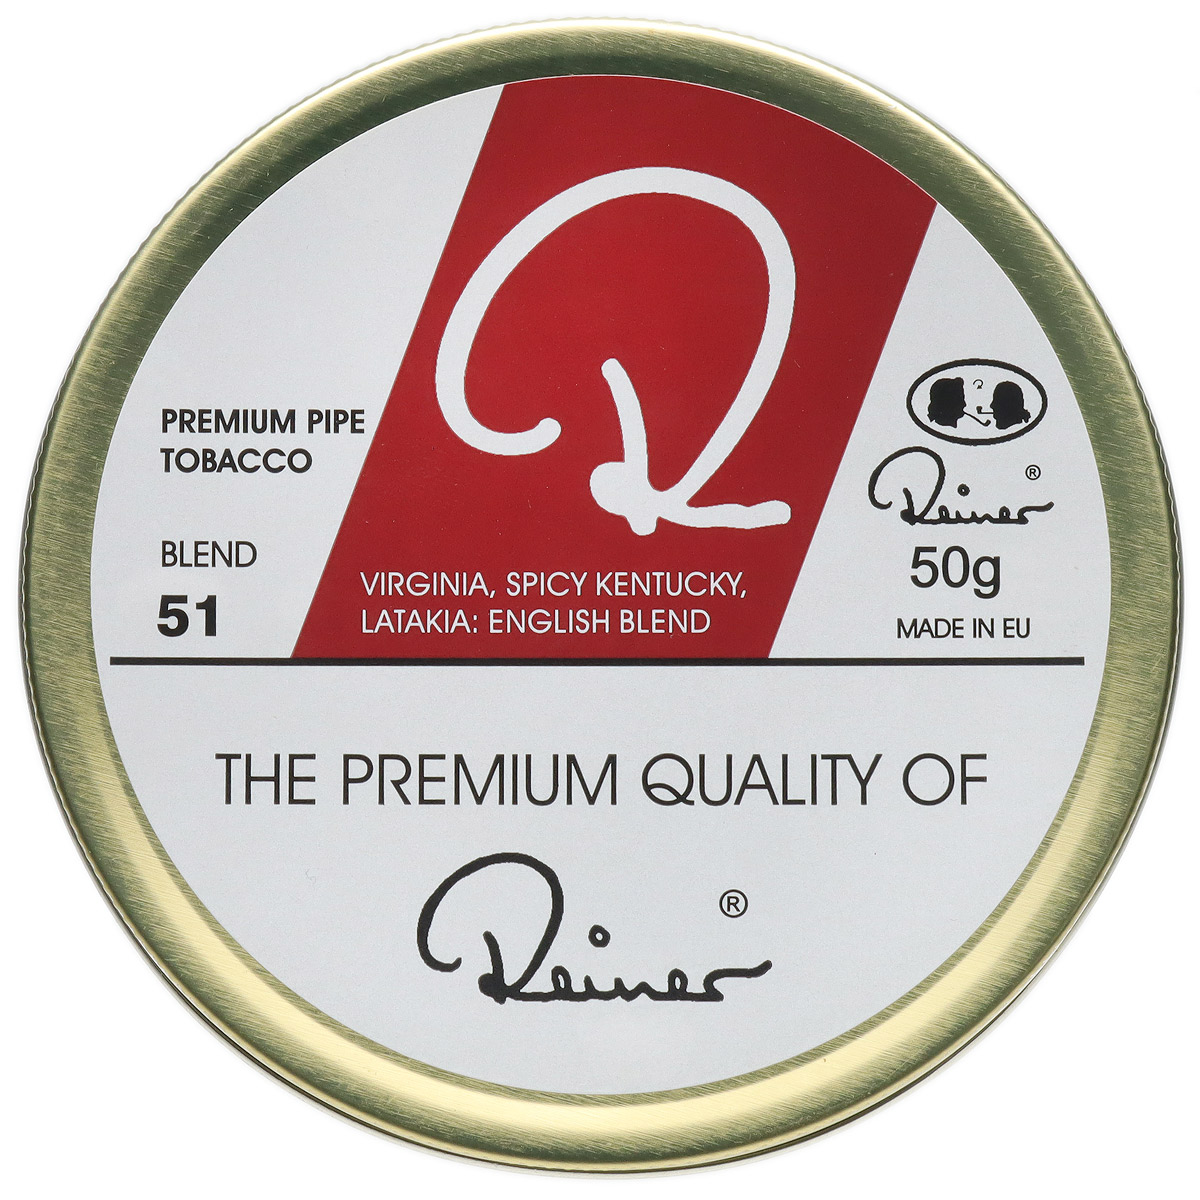 R
PREMIUM PIPE
TOBACCO
BLEND
51
VIRGINIA, SPICY KENTUCKY,
LATAKIA: ENGLISH BLEND
Reiner®
50g
MADE IN EU
THE PREMIUM QUALITY OF
Reiner®